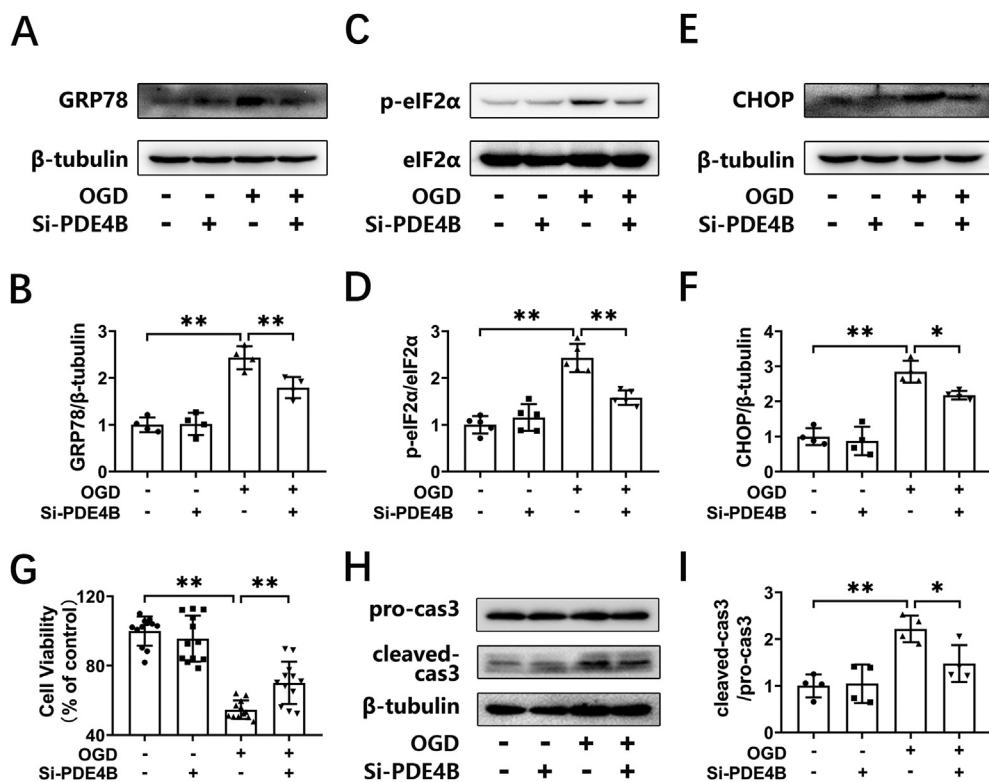 A
GRP78
β-tubulin
OGD - - + +
Si-PDE4B - + - +
C
p-eIF2α
eIF2α
OGD - - + +
Si-PDE4B - + - +
E
CHOP
β-tubulin
OGD - - + +
Si-PDE4B - + - +
B
GRP78/β-tubulin
3
2
1
0
** **
OGD - - + +
Si-PDE4B - + - +
D
p-eIF2α/eIF2α
3
2
1
0
** **
OGD - - + +
Si-PDE4B - + - +
F
CHOP/β-tubulin
4
3
2
1
0
** *
OGD - - + +
Si-PDE4B - + - +
G
Cell Viability
(% of control)
120
80
40
** **
OGD - - + +
Si-PDE4B - + - +
H
pro-cas3
cleaved-
cas3
β-tubulin
OGD - - + +
Si-PDE4B - + - +
I
cleaved-cas3
/pro-cas3
3
2
1
0
** *
OGD - - + +
Si-PDE4B - + - +